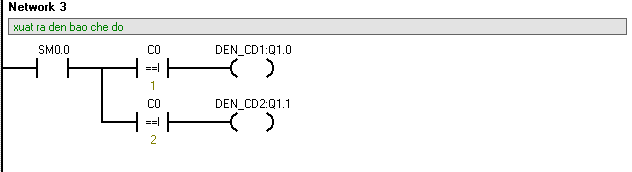 Network 3
xuat ra den bao che do
SM0.0 C0 DEN_CD1:Q1.0
==I
1
C0 DEN_CD2:Q1.1
==I
2